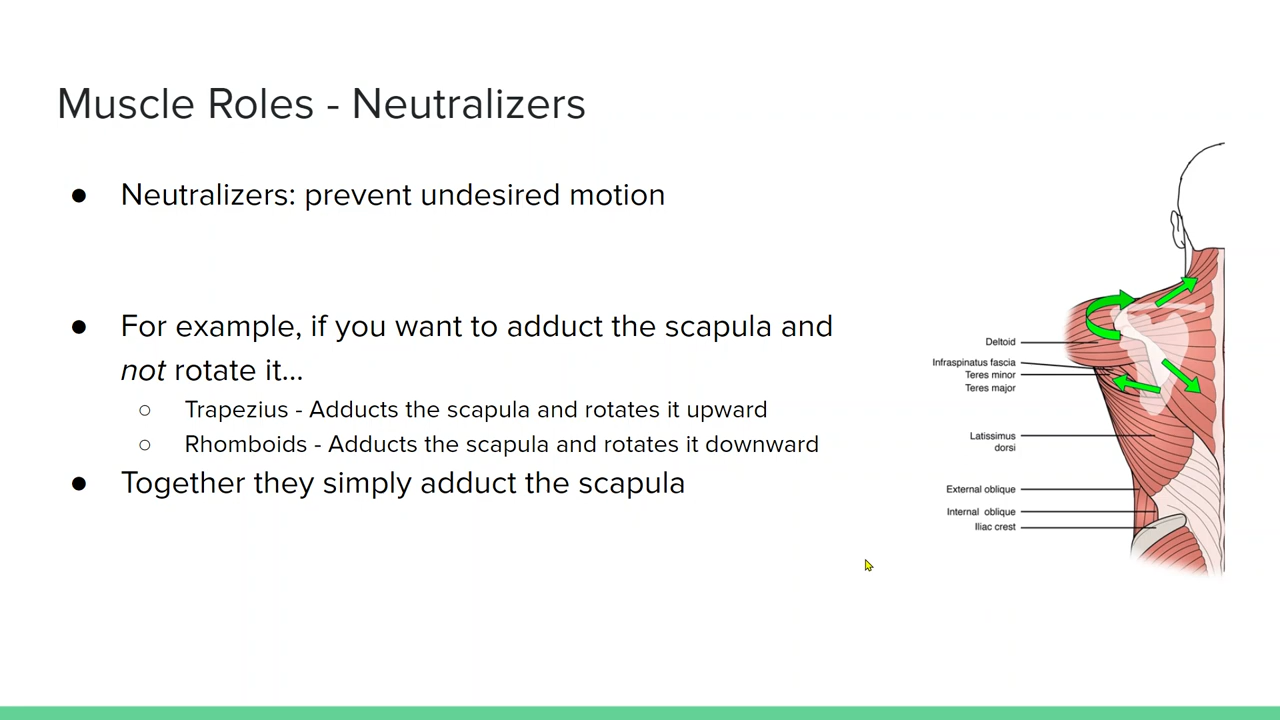 Muscle Roles - Neutralizers
● Neutralizers: prevent undesired motion
● For example, if you want to adduct the scapula and
not rotate it...
○ Trapezius - Adducts the scapula and rotates it upward
○ Rhomboids - Adducts the scapula and rotates it downward
● Together they simply adduct the scapula
Deltoid
Infraspinatus fascia
Teres minor
Teres major
Latissimus
dorsi
External oblique
Internal oblique
Iliac crest